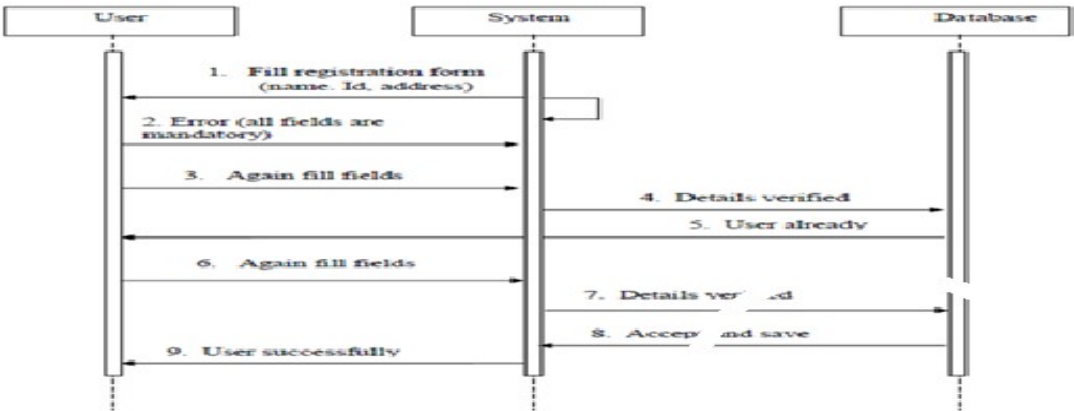 User
System
Database
1. Fill registration form
(name. Id, address)
2. Error (all fields are
mandatory)
3. Again fill fields
4. Details verified
5. User already
6. Again fill fields
7. Details
8. and save
9. User successfully